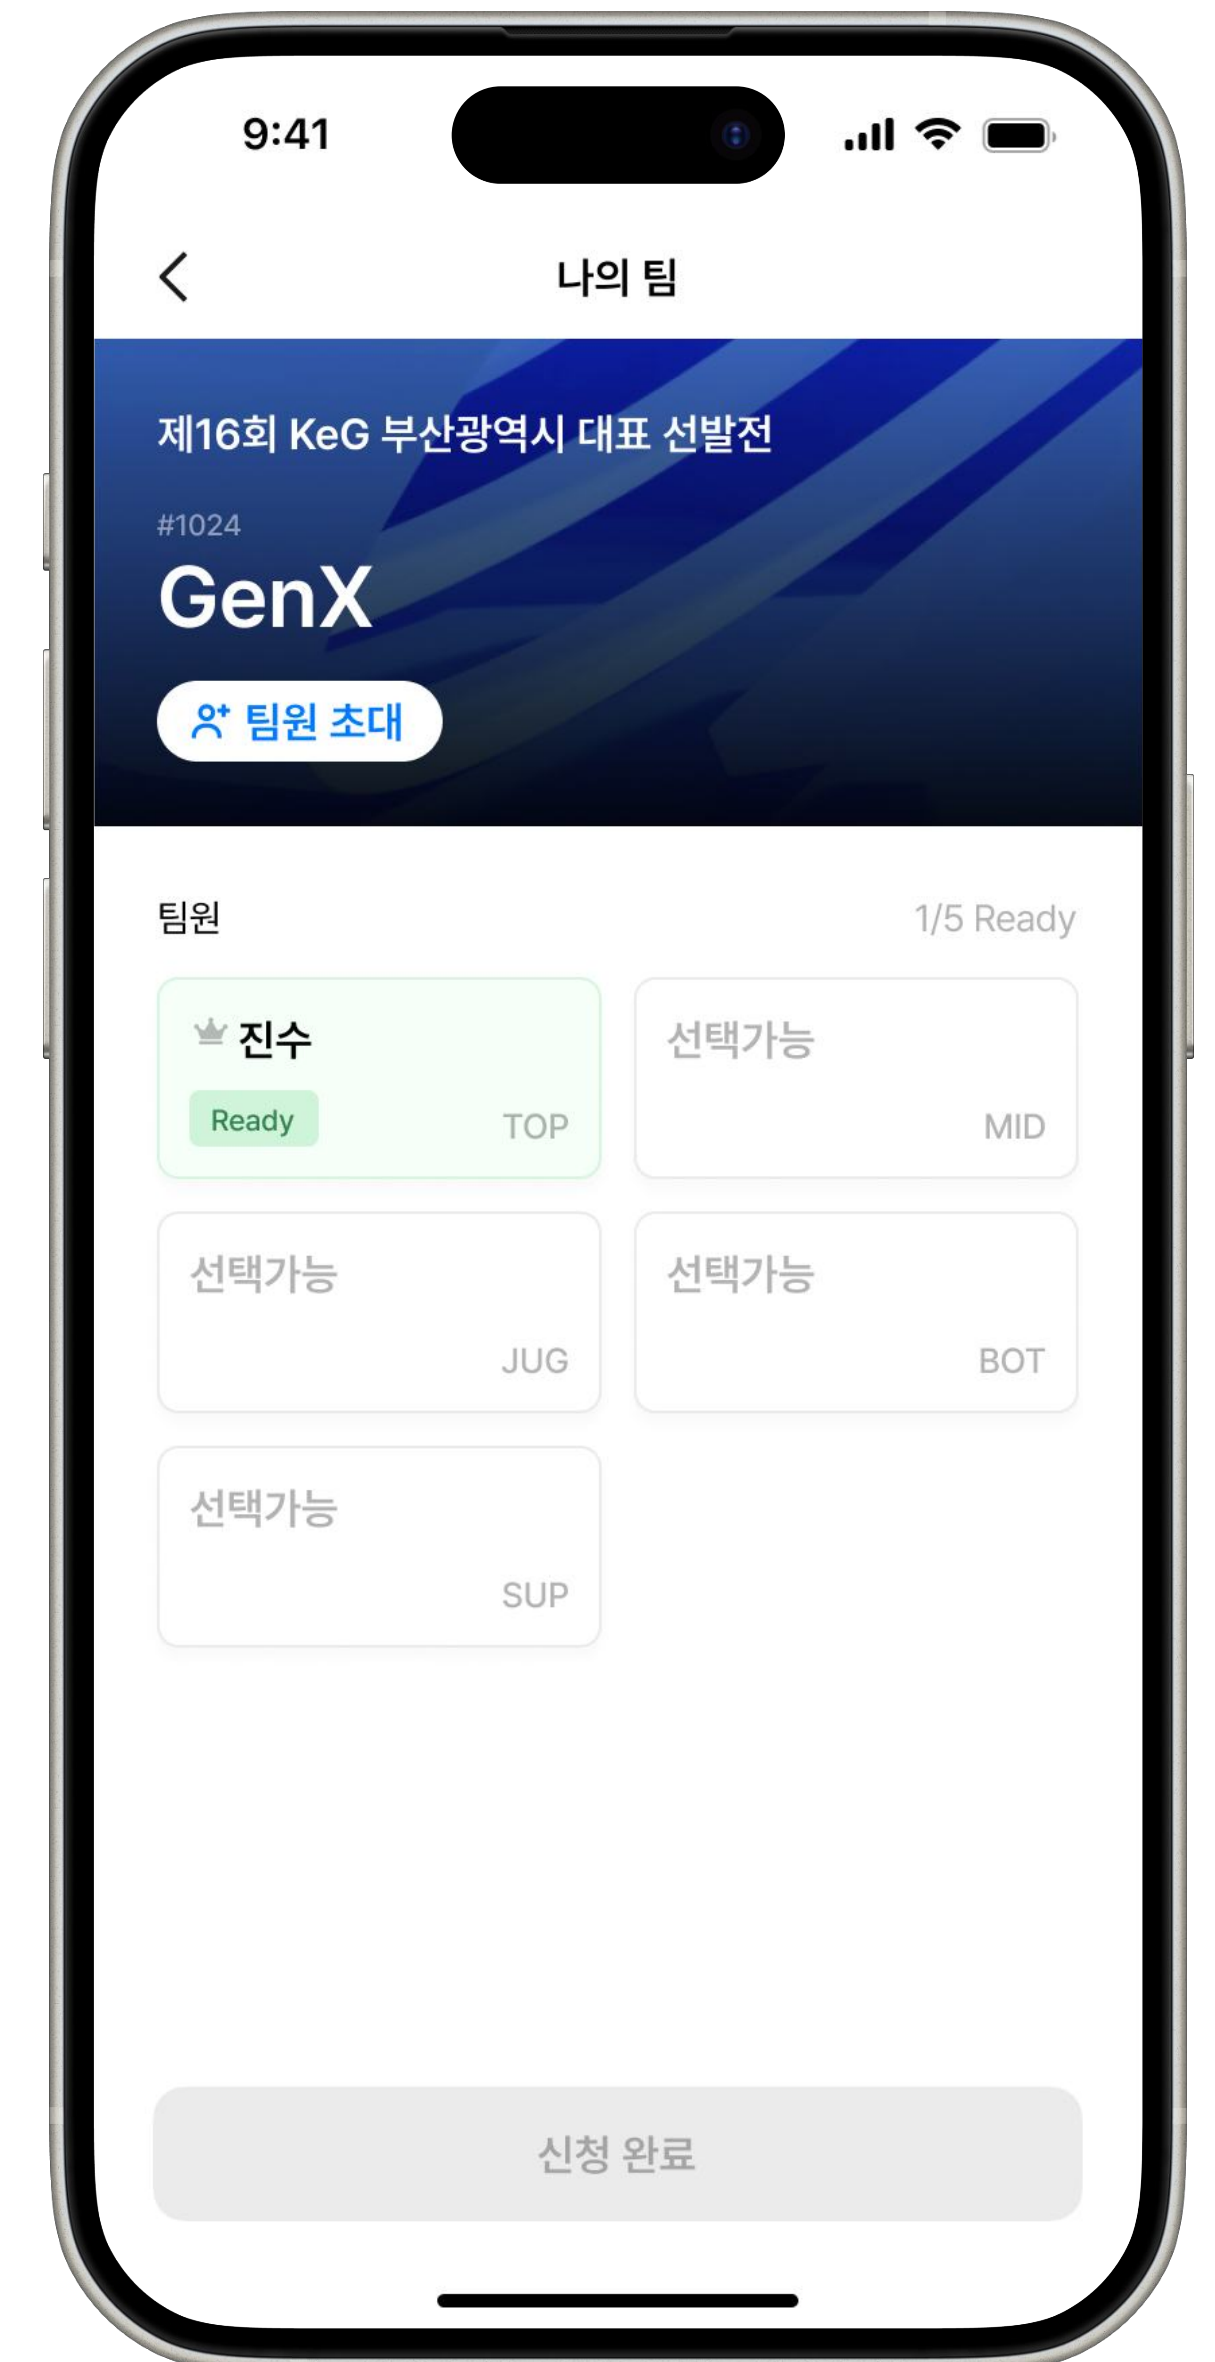 9:41
나의 팀
제16회 KeG 부산광역시 대표 선발전
#1024
GenX
팀원 초대
팀원
1/5 Ready
진수
Ready
TOP
선택가능
MID
선택가능
JUG
선택가능
BOT
선택가능
SUP
신청 완료